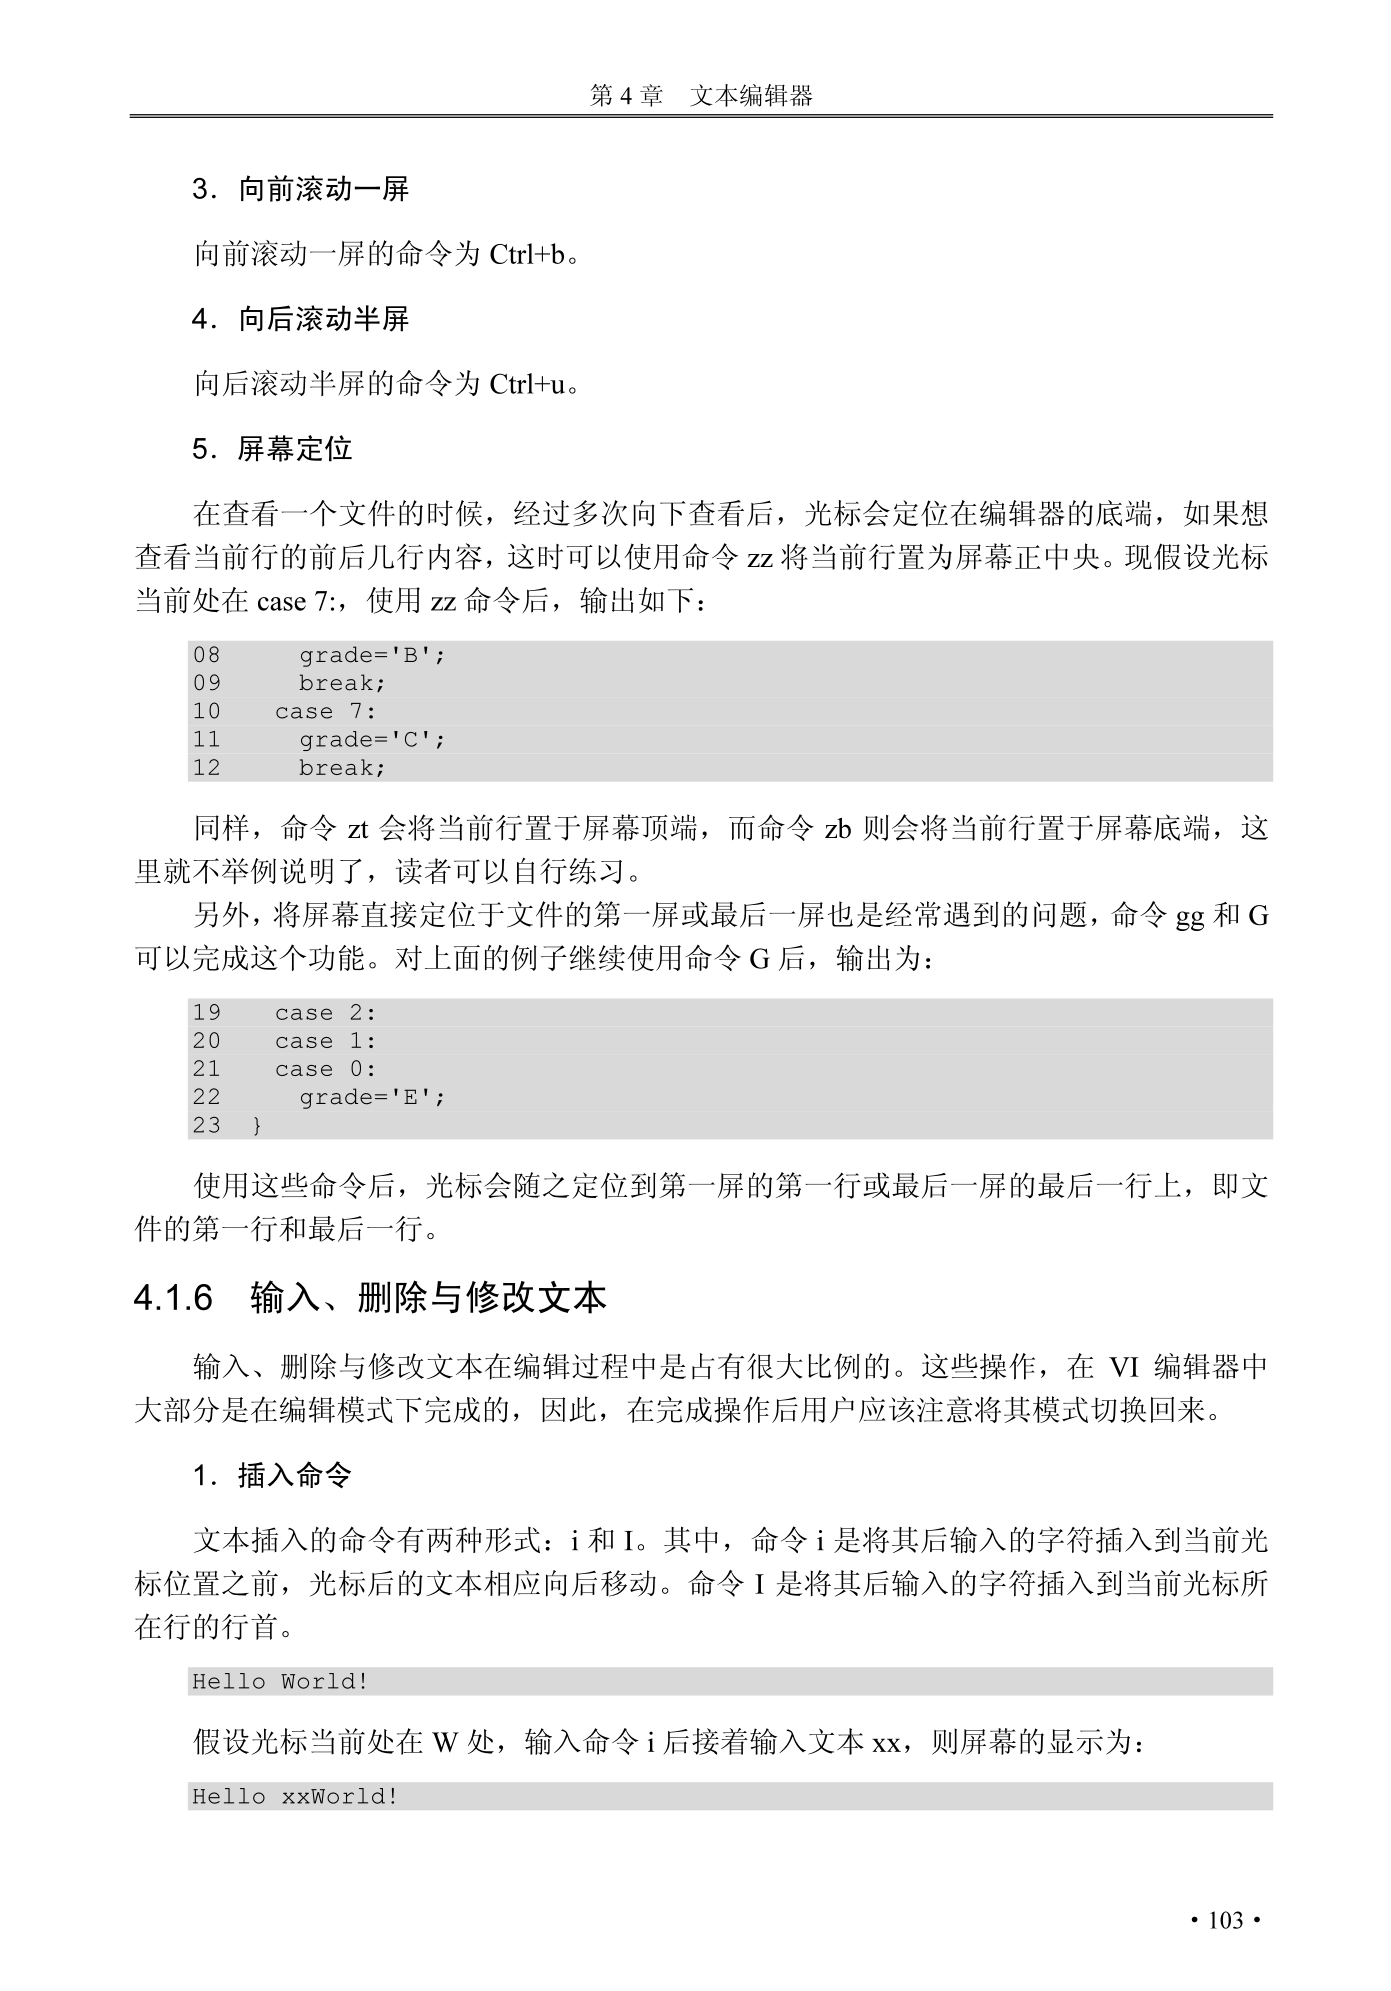 第 4 章　文本编辑器
3．向前滚动一屏
向前滚动一屏的命令为 Ctrl+b。
4．向后滚动半屏
向后滚动半屏的命令为 Ctrl+u。
5．屏幕定位
在查看一个文件的时候，经过多次向下查看后，光标会定位在编辑器的底端，如果想
查看当前行的前后几行内容，这时可以使用命令 zz 将当前行置为屏幕正中央。现假设光标
当前处在 case 7:，使用 zz 命令后，输出如下：
08      grade='B';
09      break;
10    case 7:
11      grade='C';
12      break;
同样，命令 zt 会将当前行置于屏幕顶端，而命令 zb 则会将当前行置于屏幕底端，这
里就不举例说明了，读者可以自行练习。
另外，将屏幕直接定位于文件的第一屏或最后一屏也是经常遇到的问题，命令 gg 和 G
可以完成这个功能。对上面的例子继续使用命令 G 后，输出为：
19    case 2:
20    case 1:
21    case 0:
22      grade='E';
23  }
使用这些命令后，光标会随之定位到第一屏的第一行或最后一屏的最后一行上，即文
件的第一行和最后一行。
4.1.6　输入、删除与修改文本
输入、删除与修改文本在编辑过程中是占有很大比例的。这些操作，在 VI 编辑器中
大部分是在编辑模式下完成的，因此，在完成操作后用户应该注意将其模式切换回来。
1．插入命令
文本插入的命令有两种形式：i 和 I。其中，命令 i 是将其后输入的字符插入到当前光
标位置之前，光标后的文本相应向后移动。命令 I 是将其后输入的字符插入到当前光标所
在行的行首。
Hello World!
假设光标当前处在 W 处，输入命令 i 后接着输入文本 xx，则屏幕的显示为：
Hello xxWorld!
• 103 •